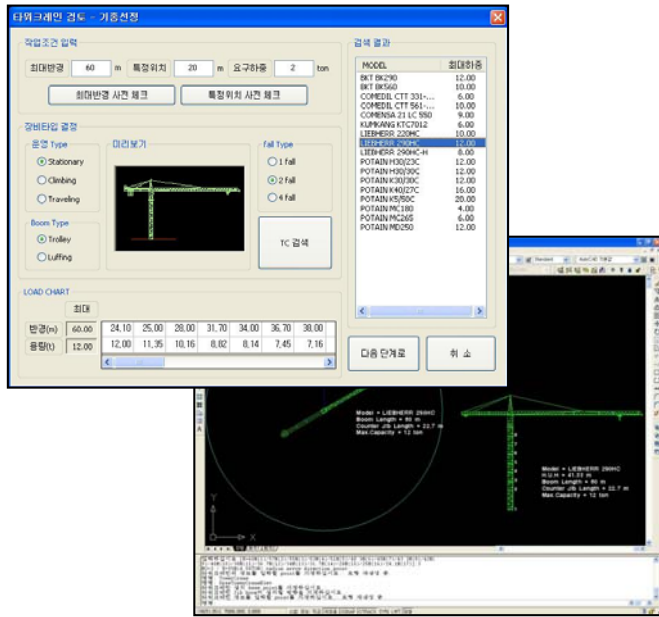 타워크레인 검토 - 기종선정
작업조건 입력
최대반경 60 m 특정위치 20 m 요구하중 2 ton
최대반경 사전 체크 특정위치 사전 체크
장비타입 결정
운영 Type
Stationary
Climbing
Traveling
Boom Type
Trolley
Luffing
미리보기
Fall Type
1 fall
2 fall
4 fall
TC 검색
LOAD CHART
최대
반경(m) 60.00 24.10 25.00 28.00 31.70 34.00 36.70 38.00
용량(t) 12.00 12.00 11.35 10.16 8.82 8.14 7.45 7.16
검색 결과
MODEL 최대하중
BKT BK290 12.00
BKT BK560 10.00
COMEDIL CTT 331-... 6.00
COMEDIL CTT 561-... 10.00
COMENSA 21 LC 550 9.00
KUMKANG KTC7012 6.00
LIEBHERR 220HC 10.00
LIEBHERR 290HC 12.00
LIEBHERR 290HC-H 8.00
POTAIN H30/23C 12.00
POTAIN H30/30C 12.00
POTAIN K30/30C 12.00
POTAIN K40/27C 16.00
POTAIN K5/50C 20.00
POTAIN MC180 4.00
POTAIN MC265 6.00
POTAIN MD250 12.00
다음 단계로 취 소
Standard
Model = LIEBHERR 290HC
Boom Length = 60 m
Counter Jib Length = 22.7 m
Max.Capacity = 12 ton
Model = LIEBHERR 290HC
Boom Length = 60 m
Counter Jib Length = 22.7 m
Max.Capacity = 12 ton
Y
X